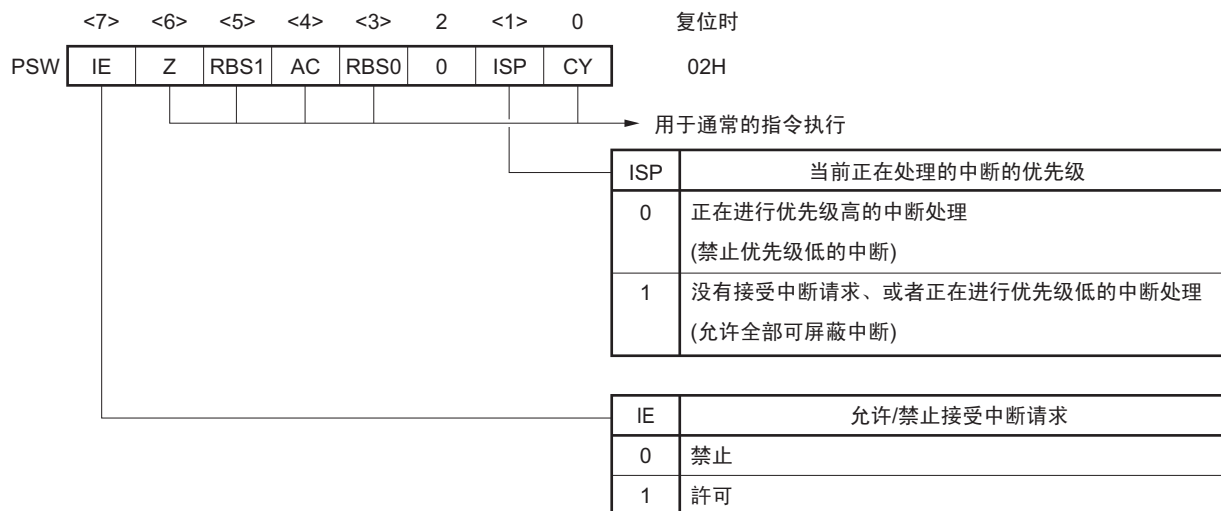 <7> <6> <5> <4> <3> 2 <1> 0 复位时
PSW IE Z RBS1 AC RBS0 0 ISP CY 02H
用于通常的指令执行
ISP 当前正在处理的中断的优先级
0 正在进行优先级高的中断处理
(禁止优先级低的中断)
1 没有接受中断请求、或者正在进行优先级低的中断处理
(允许全部可屏蔽中断)
IE 允许/禁止接受中断请求
0 禁止
1 許可